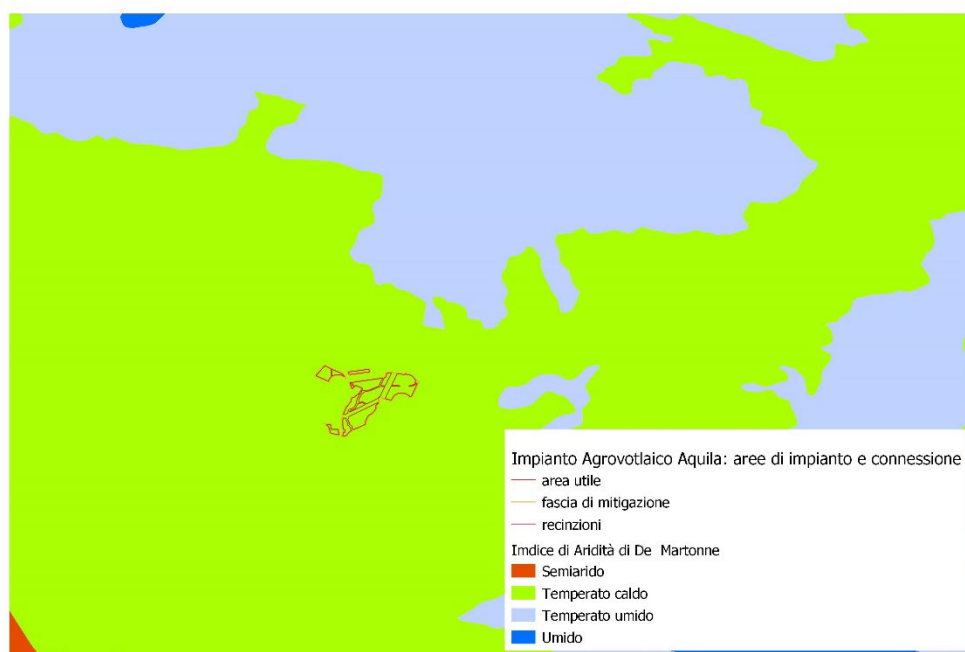 Impianto Agrovotlaico Aquila: aree di impianto e connessione
area utile
fascia di mitigazione
recinzioni
Imdice di Aridità di De Martonne
Semiarido
Temperato caldo
Temperato umido
Umido